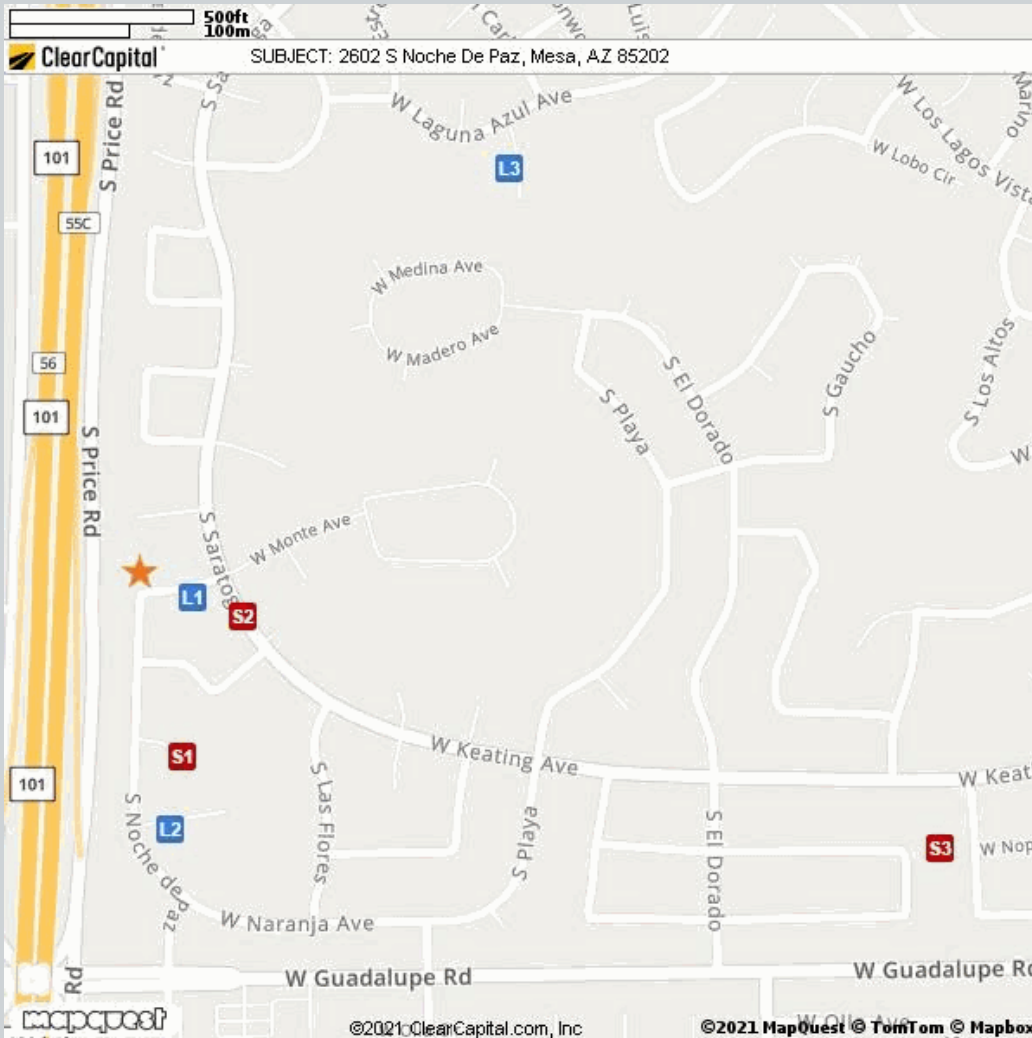 500ft
100m
ClearCapital
SUBJECT: 2602 S Noche De Paz, Mesa, AZ 85202
S Sa
W Laguna Azul Ave
W Los Lagos Vista
Marino
S Price Rd
101
L3
W Lobo Cir
55C
W Medina Ave
W Madero Ave
S El Dorado
S Gaucho
S Los Altos
56
101
S Playa
W
S Price Rd
S Saratog
W Monte Ave
L1
S2
S1
W Keating Ave
W Keat
101
S Las Flores
L2
S Noche de Paz
S Playa
S El Dorado
S3
W Nop
W Naranja Ave
W Guadalupe Rd
W Guadalupe Rd
Rd
mapquest
©2021 ClearCapital.com, Inc
©2021 MapQuest © TomTom © Mapbox